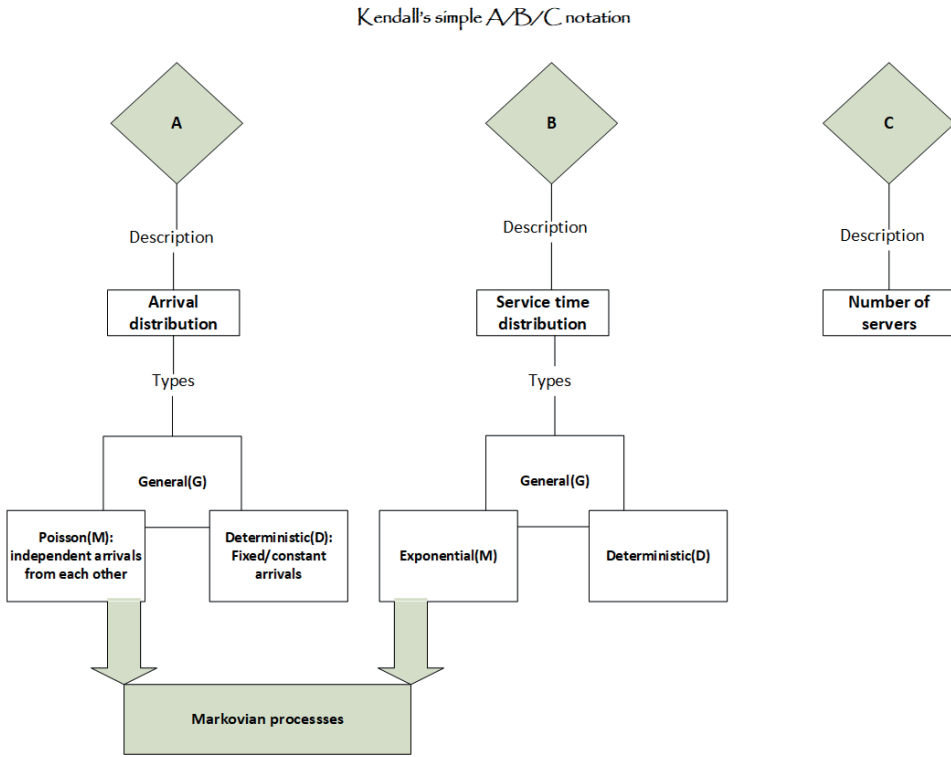 Kendall's simple A/B/C notation
A
B
C
Description
Description
Description
Arrival
distribution
Service time
distribution
Number of
servers
Types
Types
General(G)
General(G)
Poisson(M):
independent arrivals
from each other
Deterministic(D):
Fixed/constant
arrivals
Exponential(M)
Deterministic(D)
Markovian processses